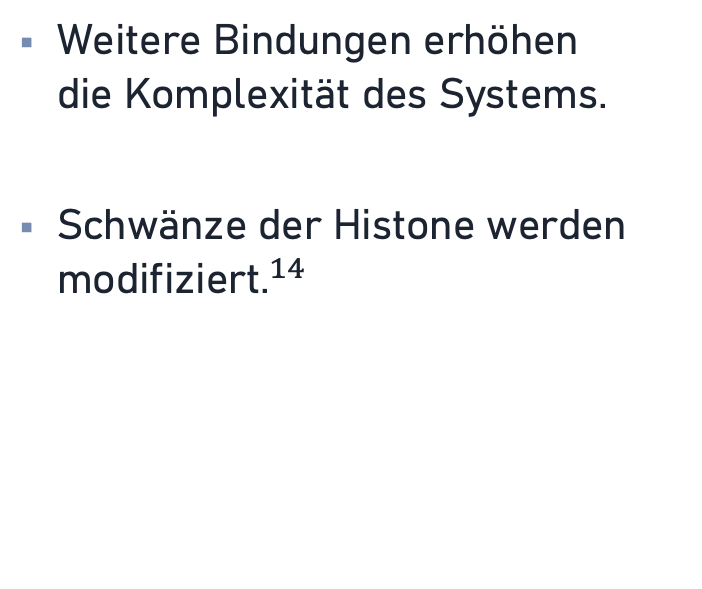 ▪ Weitere Bindungen erhöhen
die Komplexität des Systems.
▪ Schwänze der Histone werden
modifiziert.¹⁴